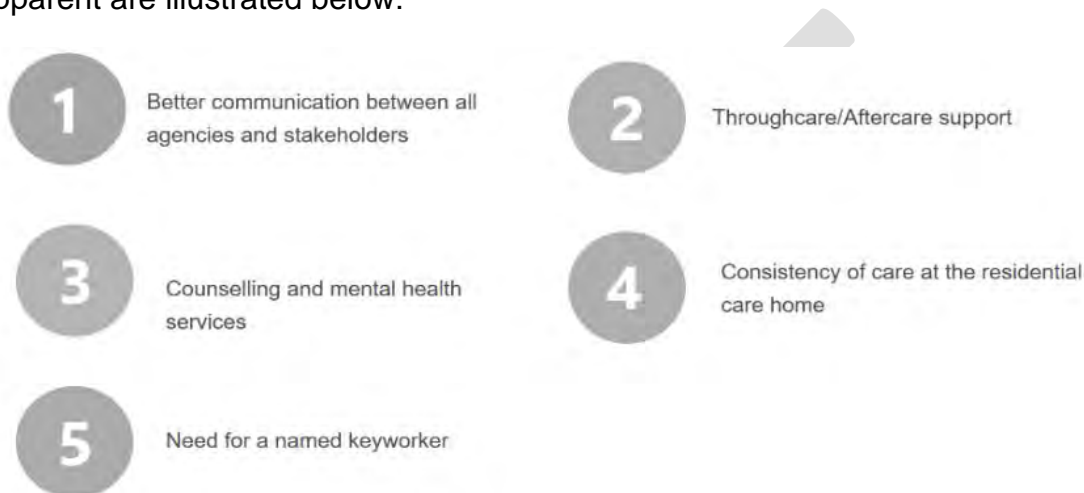 apparent are illustrated below:
1
Better communication between all
agencies and stakeholders
2
Throughcare/Aftercare support
3
Counselling and mental health
services
4
Consistency of care at the residential
care home
5
Need for a named keyworker